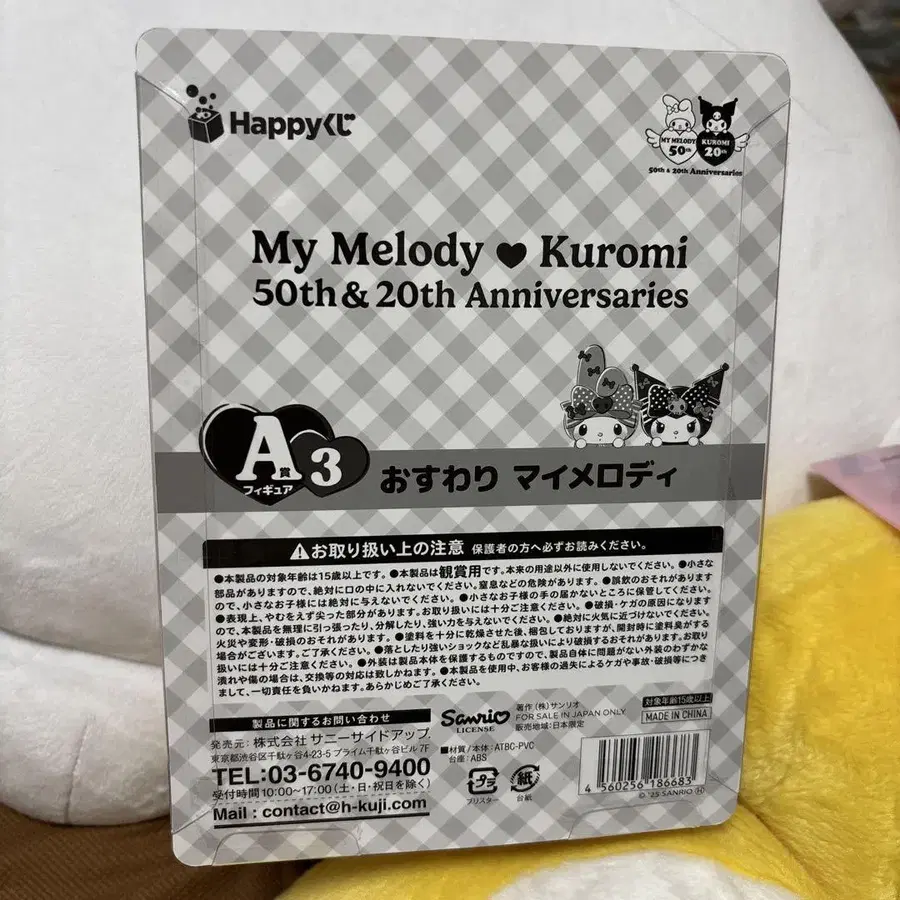 Happyくじ
MY MELODY 50th
KUROMI 20th
50th & 20th Anniversaries
My Melody ♥ Kuromi
50th & 20th Anniversaries
A賞
フィギュア
3
おすわり マイメロディ
⚠お取り扱い上の注意 保護者の方へ必ずお読みください。
●本製品の対象年齢は15歳以上です。●本製品は観賞用です。本来の用途以外に使用しないでください。●小さな
部品がありますので、絶対に口の中に入れないでください。窒息などの危険があります。●誤飲のおそれがあります
ので、小さなお子様には絶対に与えないでください。●小さなお子様の手の届かないところに保管してください。
●表現上、やむをえず尖った部分があります。お取り扱いには十分ご注意ください。●破損・ケガの原因になります
ので、本製品を無理に引っ張ったり、分解したり、強い力を与えないでください。●絶対に火気に近づけないでください。
火災や変形・破損のおそれがあります。●塗料を十分に乾燥させた後、梱包しておりますが、開封時に塗料臭がする
場合がございます。ご了承ください。●落としたり強いショックなど乱暴な扱いにより破損するおそれがあります。お取り
扱いには十分ご注意ください。●外装は製品本体を保護するものですので、製品自体に問題がない外装のわずかな
潰れや傷の場合は、交換等の対応は致しかねます。●本製品を使用中、お客様の過失によるケガや事故・破損等につき
まして、一切責任を負いかねます。あらかじめご了承ください。
製品に関するお問い合わせ
発売元：株式会社 サニーサイドアップ
東京都渋谷区千駄ヶ谷4-23-5 プライム千駄ヶ谷ビル 7F
TEL:03-6740-9400
受付時間 10:00〜17:00（土・日・祝日を除く）
Mail : contact@h-kuji.com
Sanrio
LICENSE
著作（株）サンリオ
FOR SALE IN JAPAN ONLY
販売地域：日本限定
■材質／本体：ATBC-PVC
台座：ABS
プラ
ブリスター
紙
台紙
対象年齢15歳以上
MADE IN CHINA
4 560256 186683
© '25 SANRIO Ⓗ